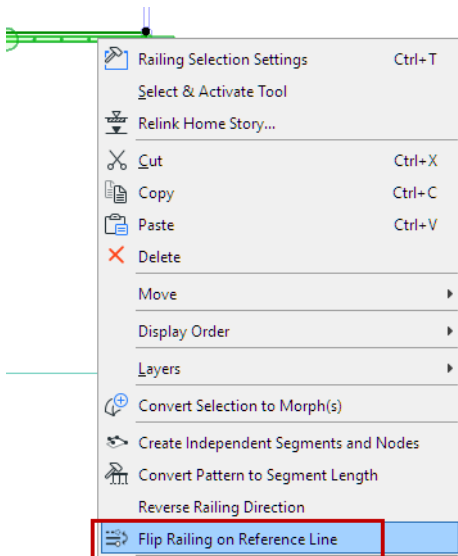 Railing Selection Settings Ctrl+T
Select & Activate Tool
Relink Home Story...
Cut Ctrl+X
Copy Ctrl+C
Paste Ctrl+V
Delete
Move
Display Order
Layers
Convert Selection to Morph(s)
Create Independent Segments and Nodes
Convert Pattern to Segment Length
Reverse Railing Direction
Flip Railing on Reference Line